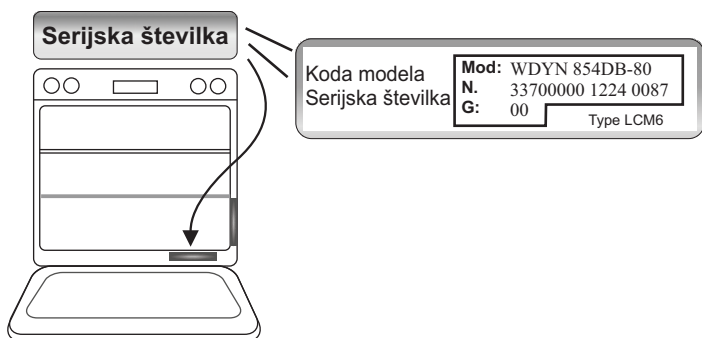 Serijska številka
Koda modela
Serijska številka
Mod: WDYN 854DB-80
N. 33700000 1224 0087
G: 00
Type LCM6